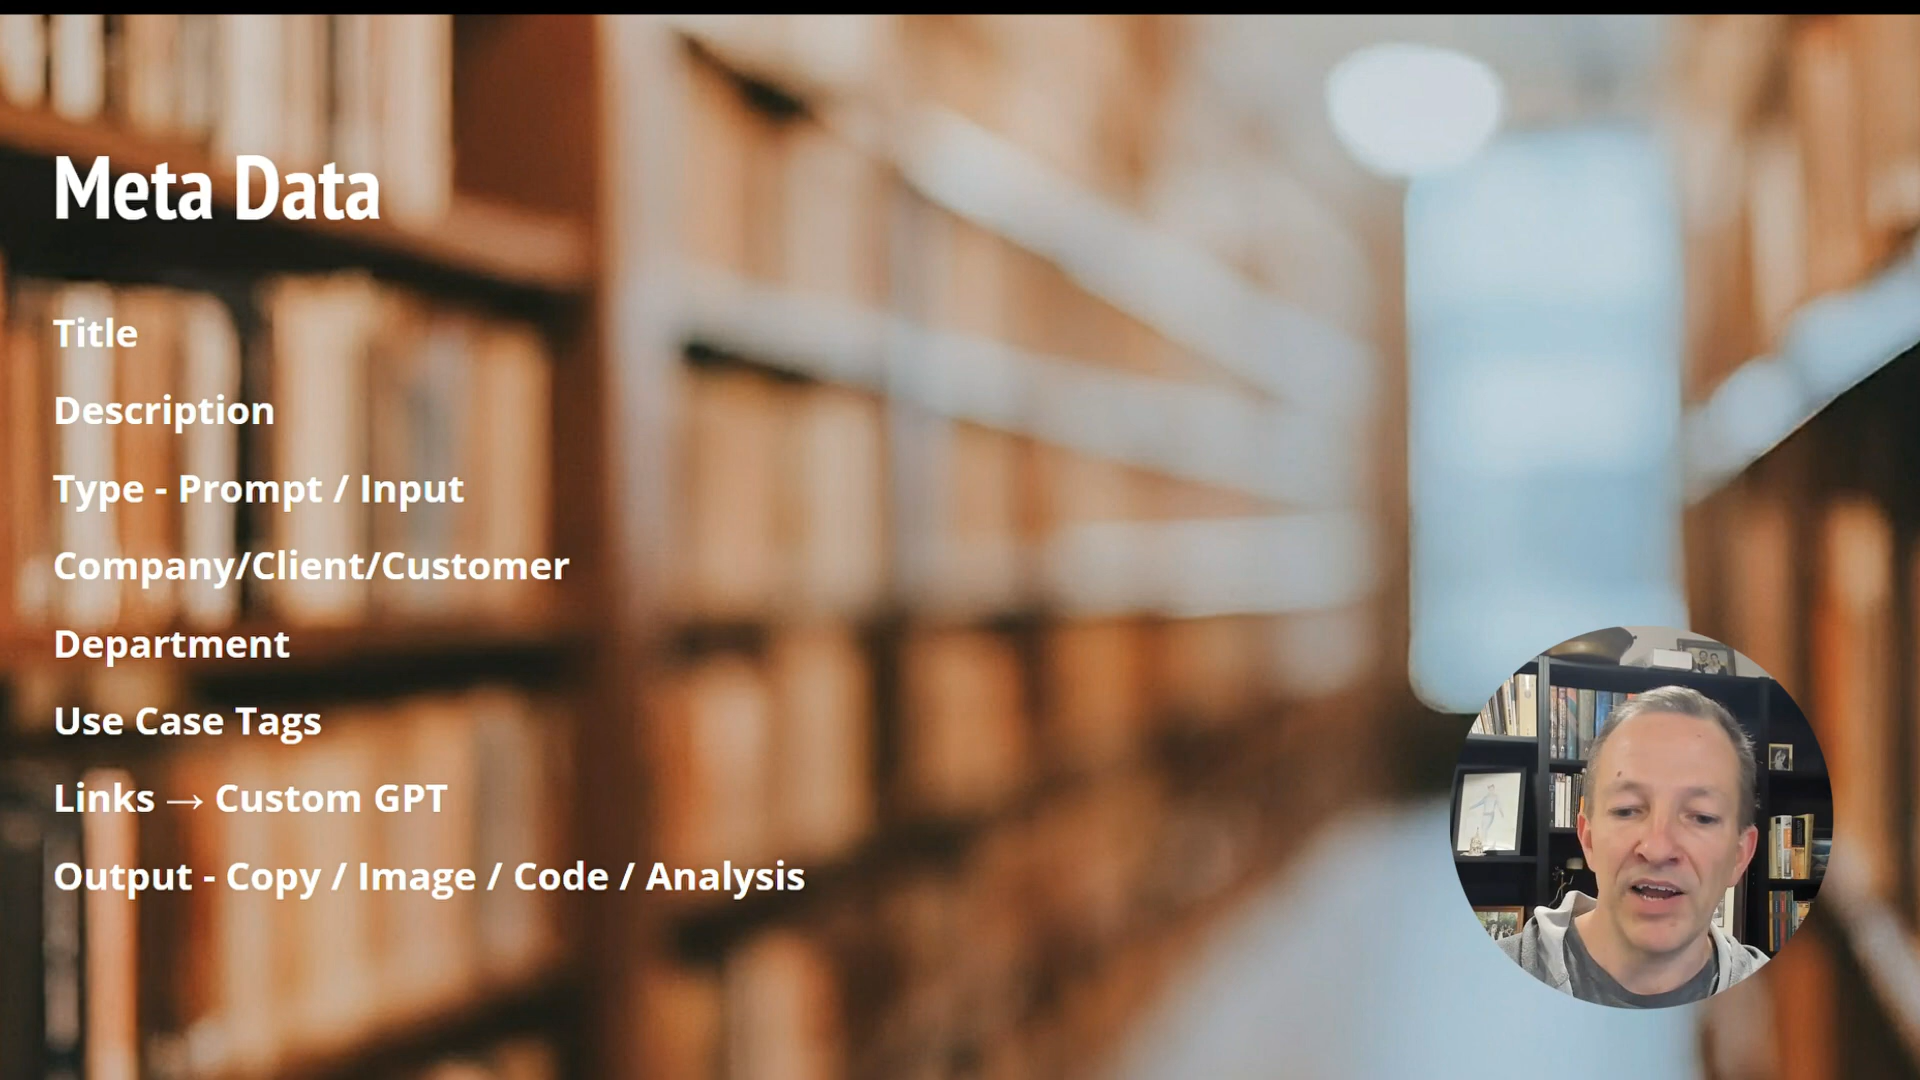 Meta Data
Title
Description
Type - Prompt / Input
Company/Client/Customer
Department
Use Case Tags
Links → Custom GPT
Output - Copy / Image / Code / Analysis